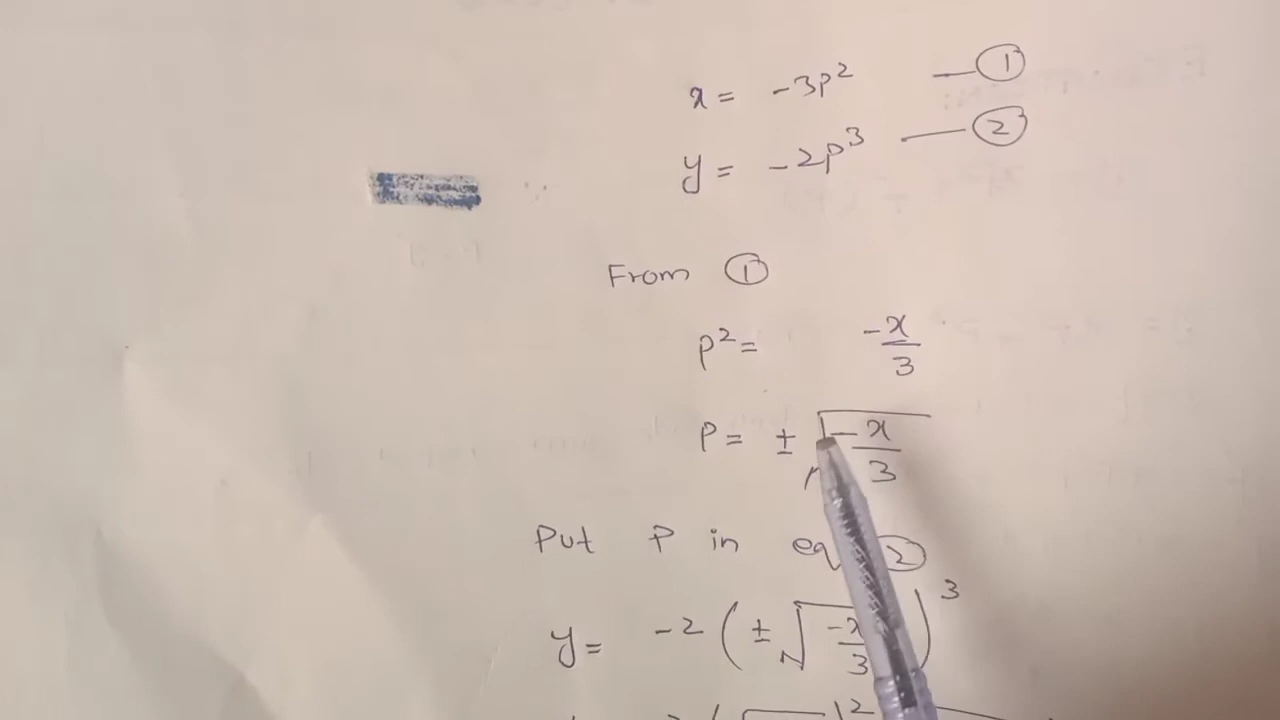 x = -3p² — ①
y = -2p³ — ②
From ①
p² = -x/3
P = ± √(-x/3)
Put P in eq ②
y = -2 (± √(-x/3))³